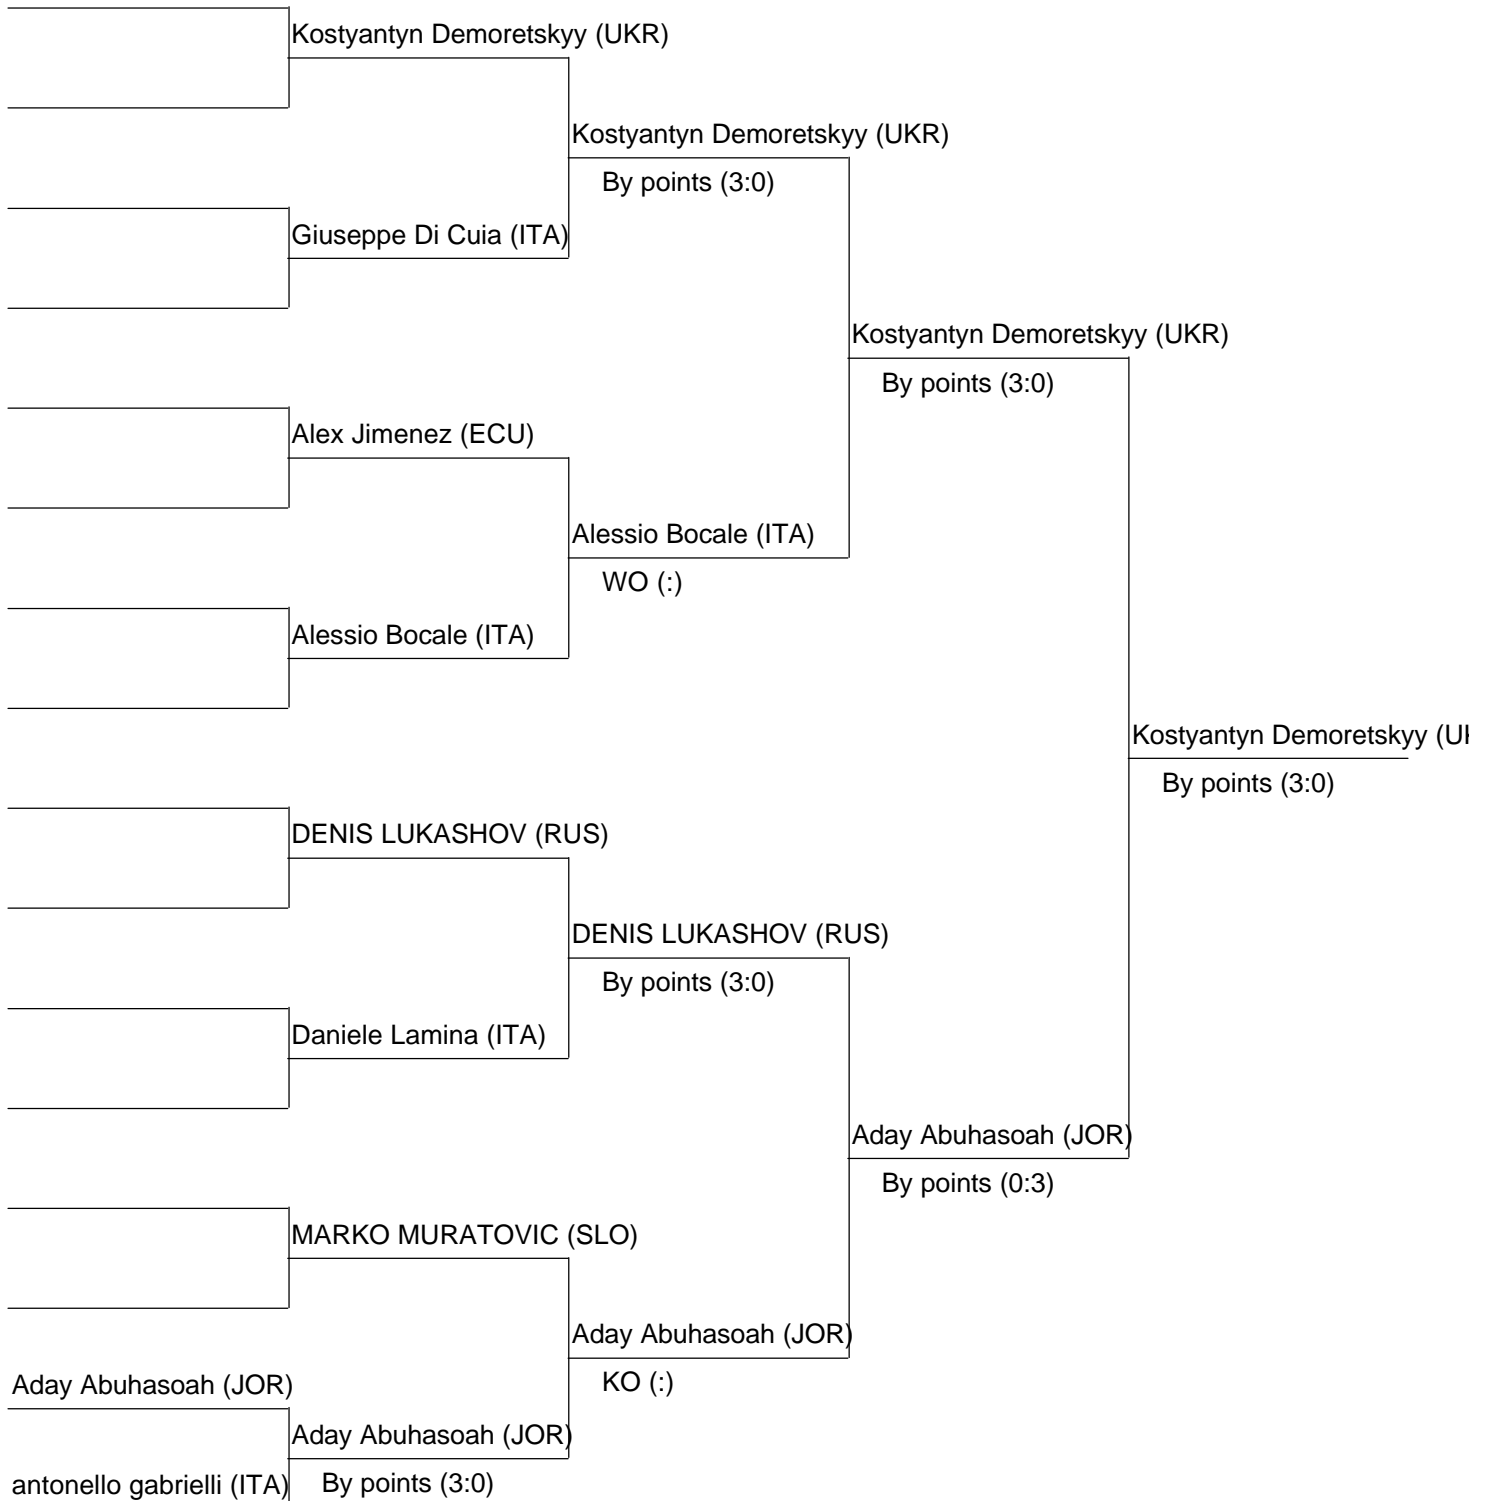 Kostyantyn Demoretskyy (UKR)
Kostyantyn Demoretskyy (UKR)
By points (3:0)
Giuseppe Di Cuia (ITA)
Kostyantyn Demoretskyy (UKR)
By points (3:0)
Alex Jimenez (ECU)
Alessio Bocale (ITA)
WO (:)
Alessio Bocale (ITA)
Kostyantyn Demoretskyy (U
By points (3:0)
DENIS LUKASHOV (RUS)
DENIS LUKASHOV (RUS)
By points (3:0)
Daniele Lamina (ITA)
Aday Abuhasoah (JOR)
By points (0:3)
MARKO MURATOVIC (SLO)
Aday Abuhasoah (JOR)
KO (:)
Aday Abuhasoah (JOR)
Aday Abuhasoah (JOR)
By points (3:0)
antonello gabrielli (ITA)